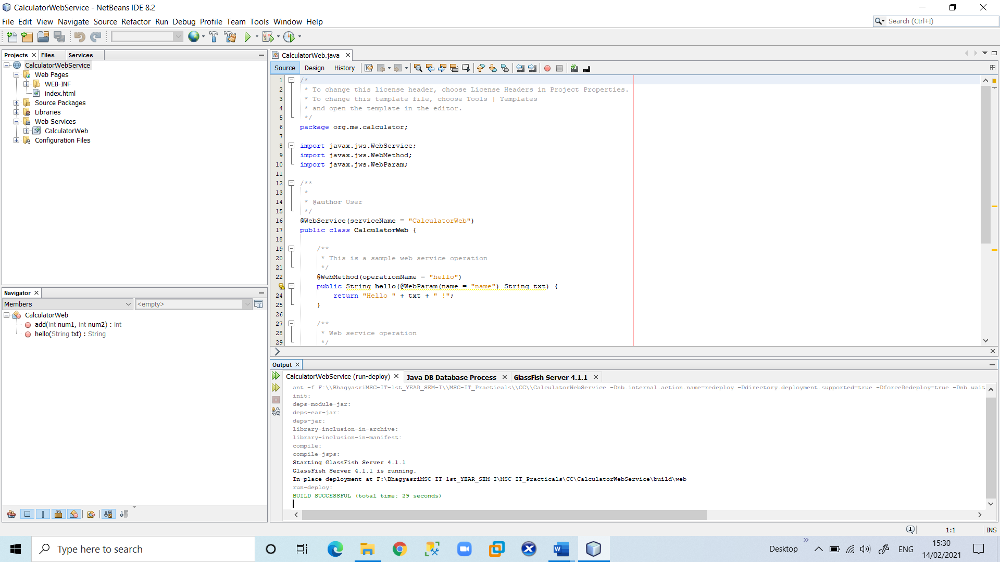 CalculatorWebService - NetBeans IDE 8.2
File Edit View Navigate Source Refactor Run Debug Profile Team Tools Window Help
Search (Ctrl+I)
Projects Files Services
CalculatorWebService
Web Pages
WEB-INF
index.html
Source Packages
Libraries
Web Services
CalculatorWeb
Configuration Files
Navigator
Members
<empty>
CalculatorWeb
add(int num1, int num2) : int
hello(String txt) : String
CalculatorWeb.java
Source Design History
1 /*
2 * To change this license header, choose License Headers in Project Properties.
3 * To change this template file, choose Tools | Templates
4 * and open the template in the editor.
5 */
6 package org.me.calculator;
7
8 import javax.jws.WebService;
9 import javax.jws.WebMethod;
10 import javax.jws.WebParam;
11
12 /**
13 *
14 * @author User
15 */
16 @WebService(serviceName = "CalculatorWeb")
17 public class CalculatorWeb {
18
19 /**
20 * This is a sample web service operation
21 */
22 @WebMethod(operationName = "hello")
public String hello(@WebParam(name = "name") String txt) {
24 return "Hello " + txt + " !";
25 }
26
27 /**
28 * Web service operation
29 */
Output
CalculatorWebService (run-deploy) Java DB Database Process GlassFish Server 4.1.1
ant -f F:\\BhagyasriMSC-IT-1st_YEAR_SEM-I\\MSC-IT_Practicals\\CC\\CalculatorWebService -Dnb.internal.action.name=redeploy -Ddirectory.deployment.supported=true -DforceRedeploy=true -Dnb.wait
init:
deps-module-jar:
deps-ear-jar:
deps-jar:
library-inclusion-in-archive:
library-inclusion-in-manifest:
compile:
compile-jsps:
Starting GlassFish Server 4.1.1
GlassFish Server 4.1.1 is running.
In-place deployment at F:\BhagyasriMSC-IT-1st_YEAR_SEM-I\MSC-IT_Practicals\CC\CalculatorWebService\build\web
run-deploy:
BUILD SUCCESSFUL (total time: 29 seconds)
1:1 INS
Type here to search
Desktop
ENG
15:30
14/02/2021